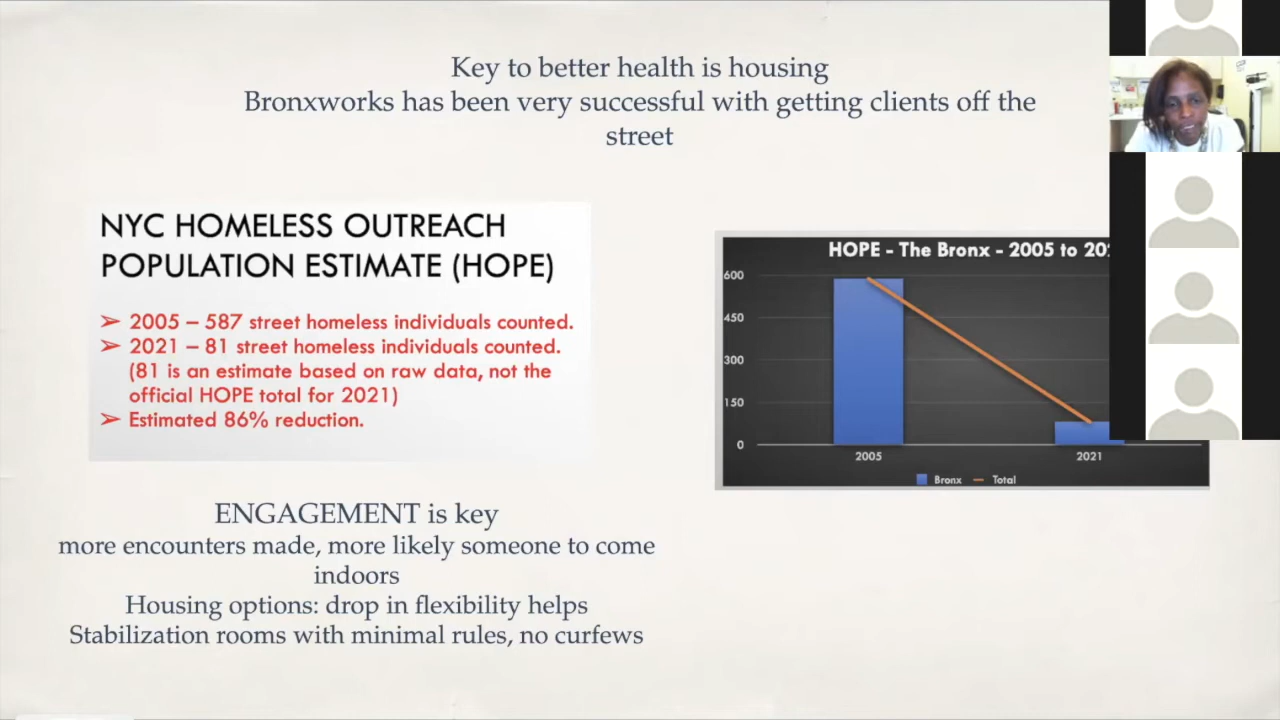 Key to better health is housing
Bronxworks has been very successful with getting clients off the
street
NYC HOMELESS OUTREACH
POPULATION ESTIMATE (HOPE)
➢ 2005 – 587 street homeless individuals counted.
➢ 2021 – 81 street homeless individuals counted.
(81 is an estimate based on raw data, not the
official HOPE total for 2021)
➢ Estimated 86% reduction.
HOPE - The Bronx - 2005 to
600
450
300
150
0
2005 2021
Bronx Total
ENGAGEMENT is key
more encounters made, more likely someone to come
indoors
Housing options: drop in flexibility helps
Stabilization rooms with minimal rules, no curfews